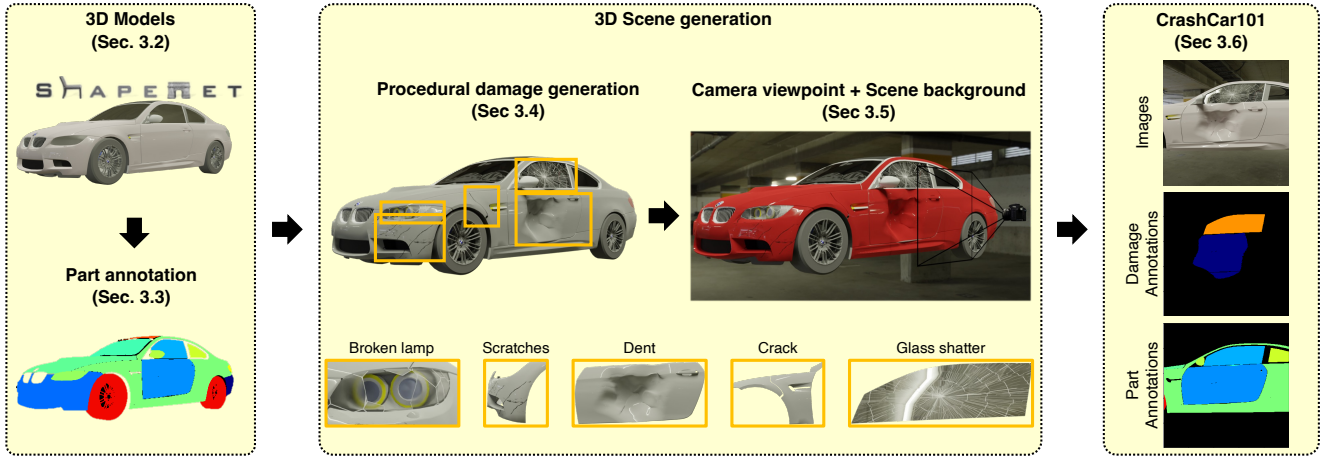 3D Models
(Sec. 3.2)
SHAPENET
Part annotation
(Sec. 3.3)
3D Scene generation
Procedural damage generation
(Sec 3.4)
Camera viewpoint + Scene background
(Sec 3.5)
Broken lamp
Scratches
Dent
Crack
Glass shatter
CrashCar101
(Sec 3.6)
Images
Damage
Annotations
Part
Annotations